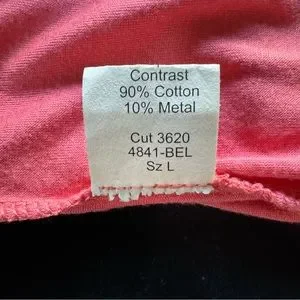 Contrast
90% Cotton
10% Metal
Cut 3620
4841-BEL
Sz L